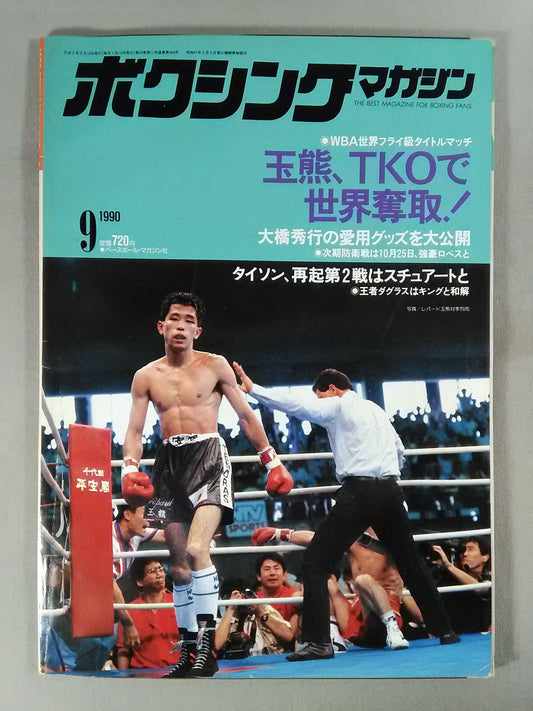 ボクシングマガジン
THE BEST MAGAZINE FOR BOXING FANS
●WBA世界フライ級タイトルマッチ
玉熊、TKOで
世界奪取!
大橋秀行の愛用グッズを大公開
●次期防衛戦は10月25日、強豪ロペスと
タイソン、再起第2戦はスチュアートと
●王者ダグラスはキングと和解
9 1990
定価720円
●ベースボール・マガジン社
玉熊
SPORTS